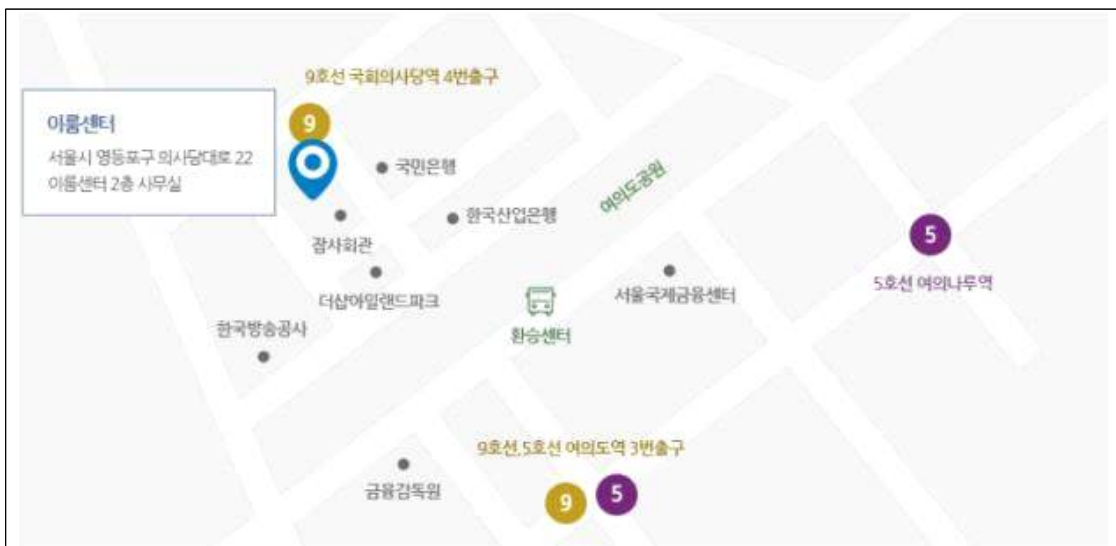 9호선 국회의사당역 4번출구
9
이룸센터
서울시 영등포구 의사당대로 22
이룸센터 2층 사무실
국민은행
한국산업은행
잠사회관
여의도공원
5
5호선 여의나루역
더샵아일랜드파크
서울국제금융센터
한국방송공사
환승센터
9호선,5호선 여의도역 3번출구
금융감독원
9
5